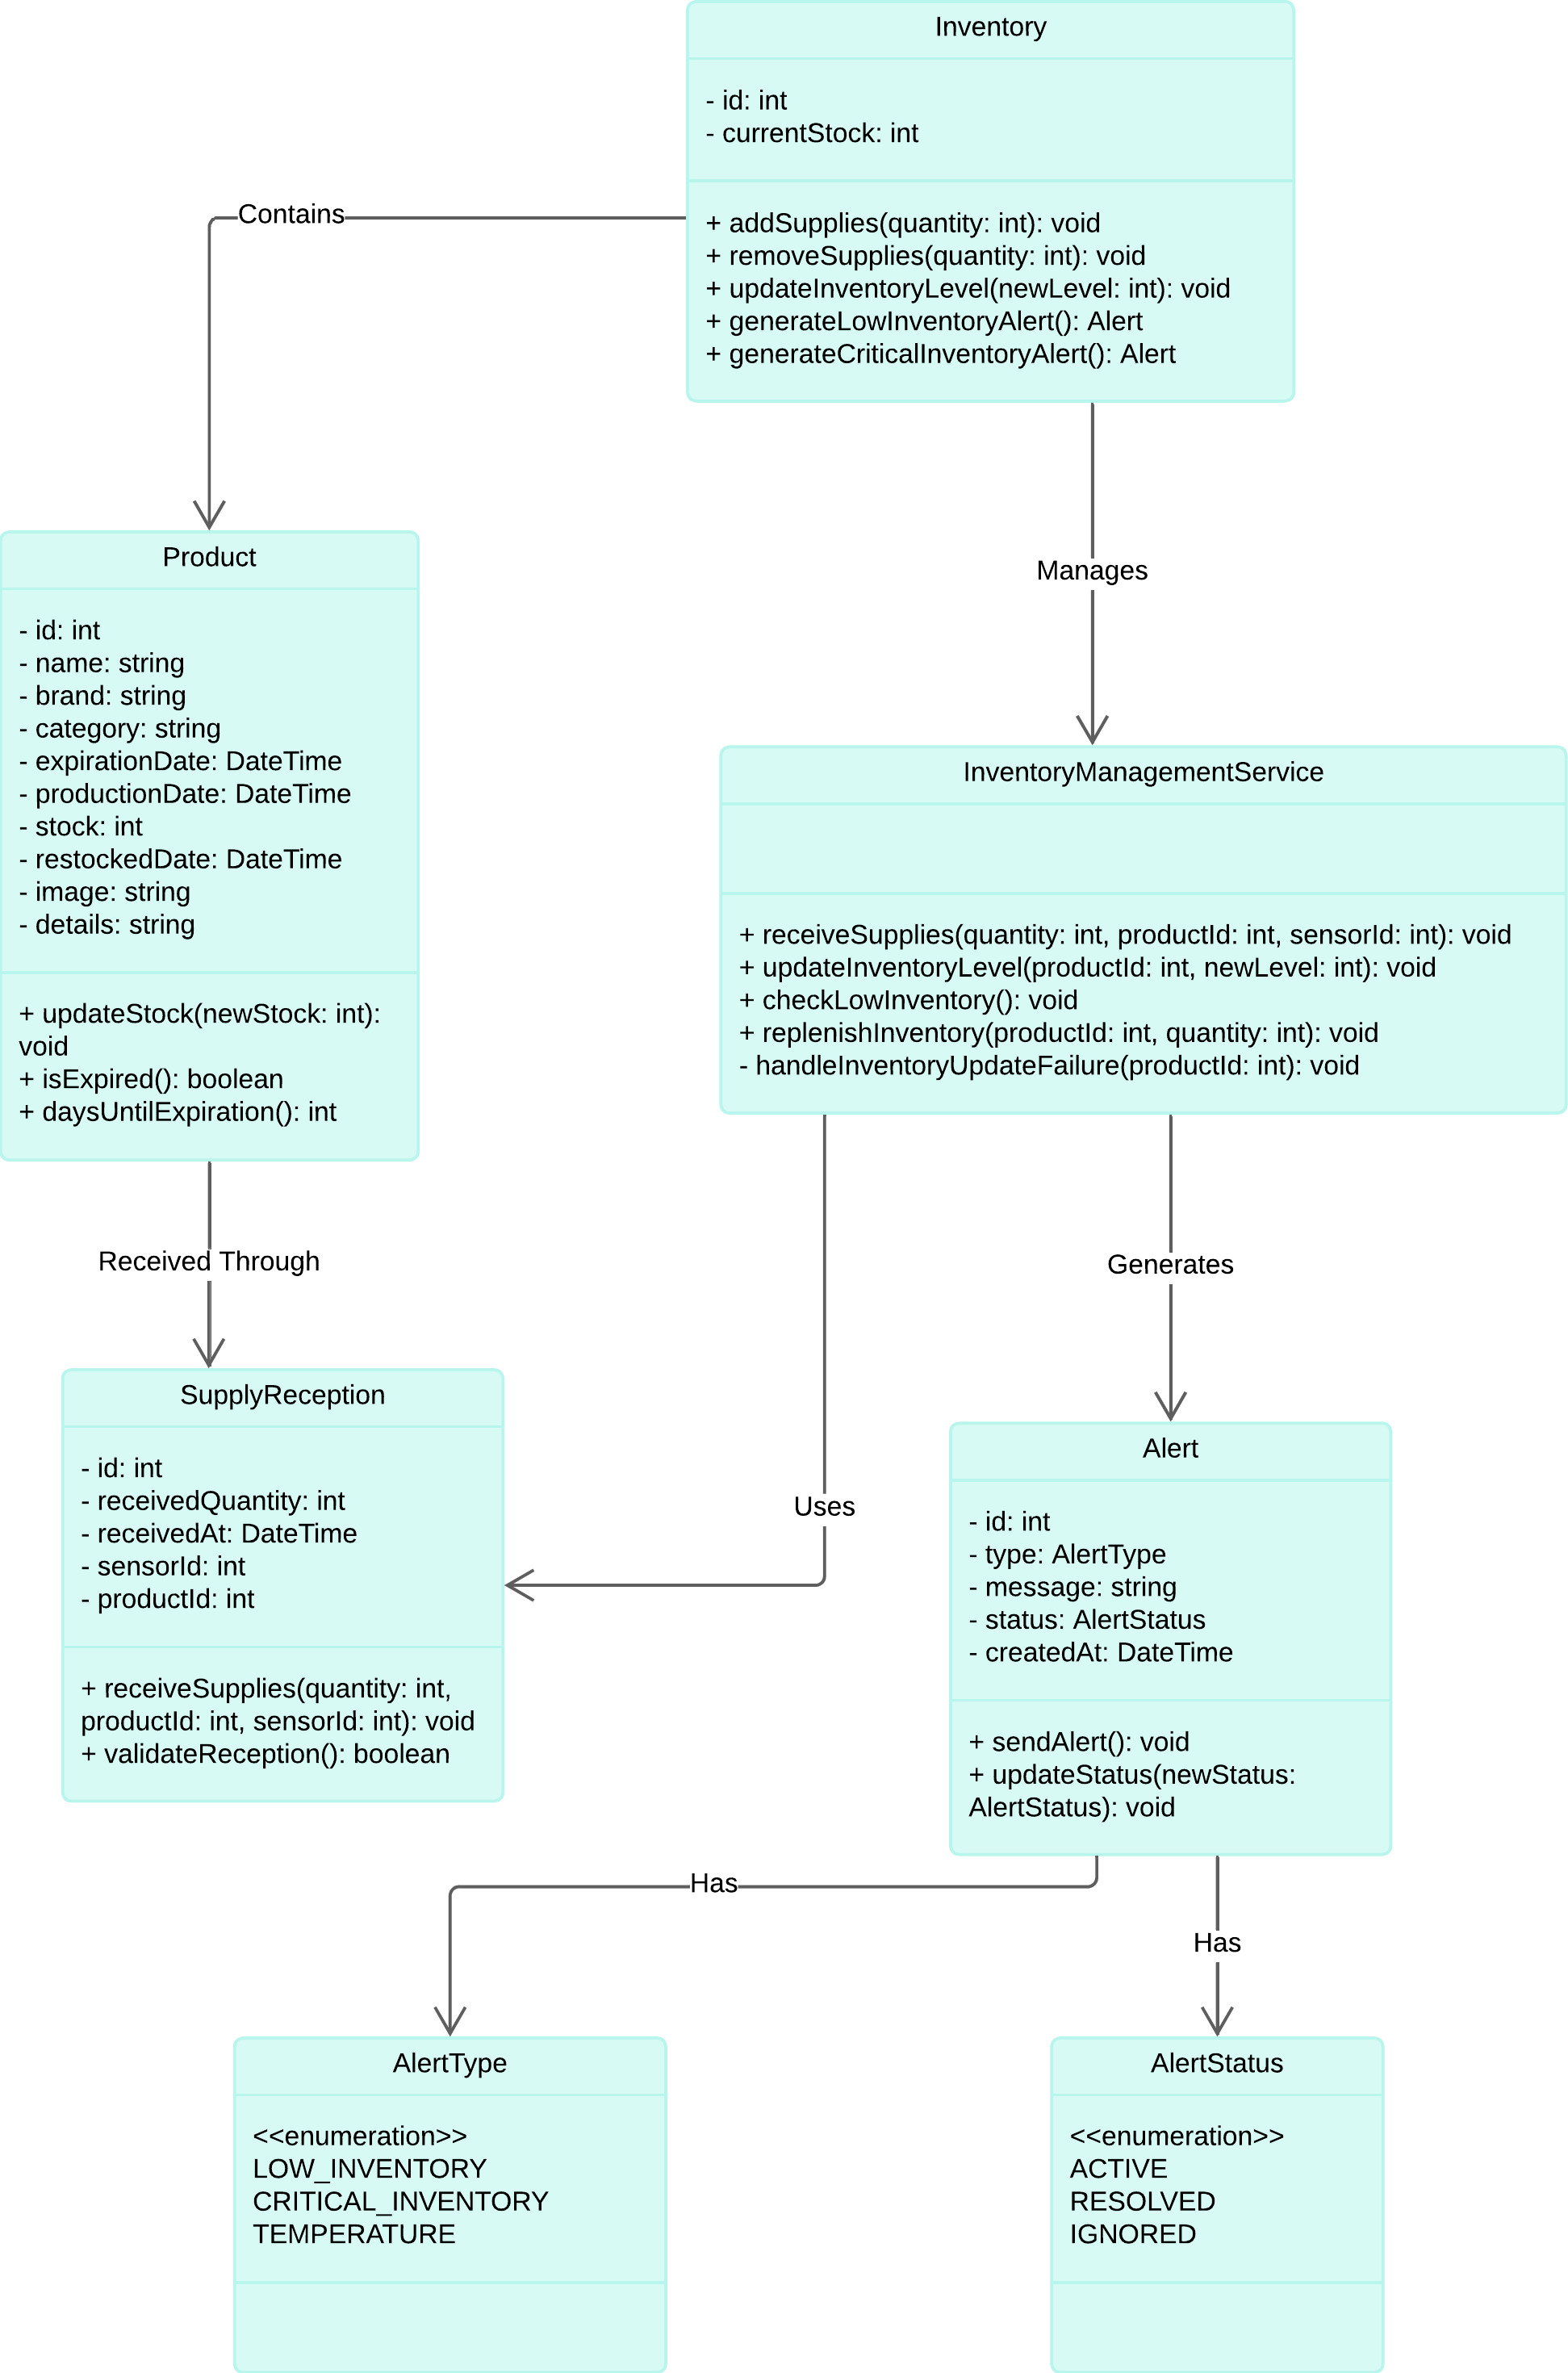 Inventory
- id: int
- currentStock: int
+ addSupplies(quantity: int): void
+ removeSupplies(quantity: int): void
+ updateInventoryLevel(newLevel: int): void
+ generateLowInventoryAlert(): Alert
+ generateCriticalInventoryAlert(): Alert
Contains
Manages
Product
- id: int
- name: string
- brand: string
- category: string
- expirationDate: DateTime
- productionDate: DateTime
- stock: int
- restockedDate: DateTime
- image: string
- details: string
+ updateStock(newStock: int):
void
+ isExpired(): boolean
+ daysUntilExpiration(): int
InventoryManagementService
+ receiveSupplies(quantity: int, productId: int, sensorId: int): void
+ updateInventoryLevel(productId: int, newLevel: int): void
+ checkLowInventory(): void
+ replenishInventory(productId: int, quantity: int): void
- handleInventoryUpdateFailure(productId: int): void
Received Through
Generates
Uses
SupplyReception
- id: int
- receivedQuantity: int
- receivedAt: DateTime
- sensorId: int
- productId: int
+ receiveSupplies(quantity: int,
productId: int, sensorId: int): void
+ validateReception(): boolean
Alert
- id: int
- type: AlertType
- message: string
- status: AlertStatus
- createdAt: DateTime
+ sendAlert(): void
+ updateStatus(newStatus:
AlertStatus): void
Has
Has
AlertType
<<enumeration>>
LOW_INVENTORY
CRITICAL_INVENTORY
TEMPERATURE
AlertStatus
<<enumeration>>
ACTIVE
RESOLVED
IGNORED